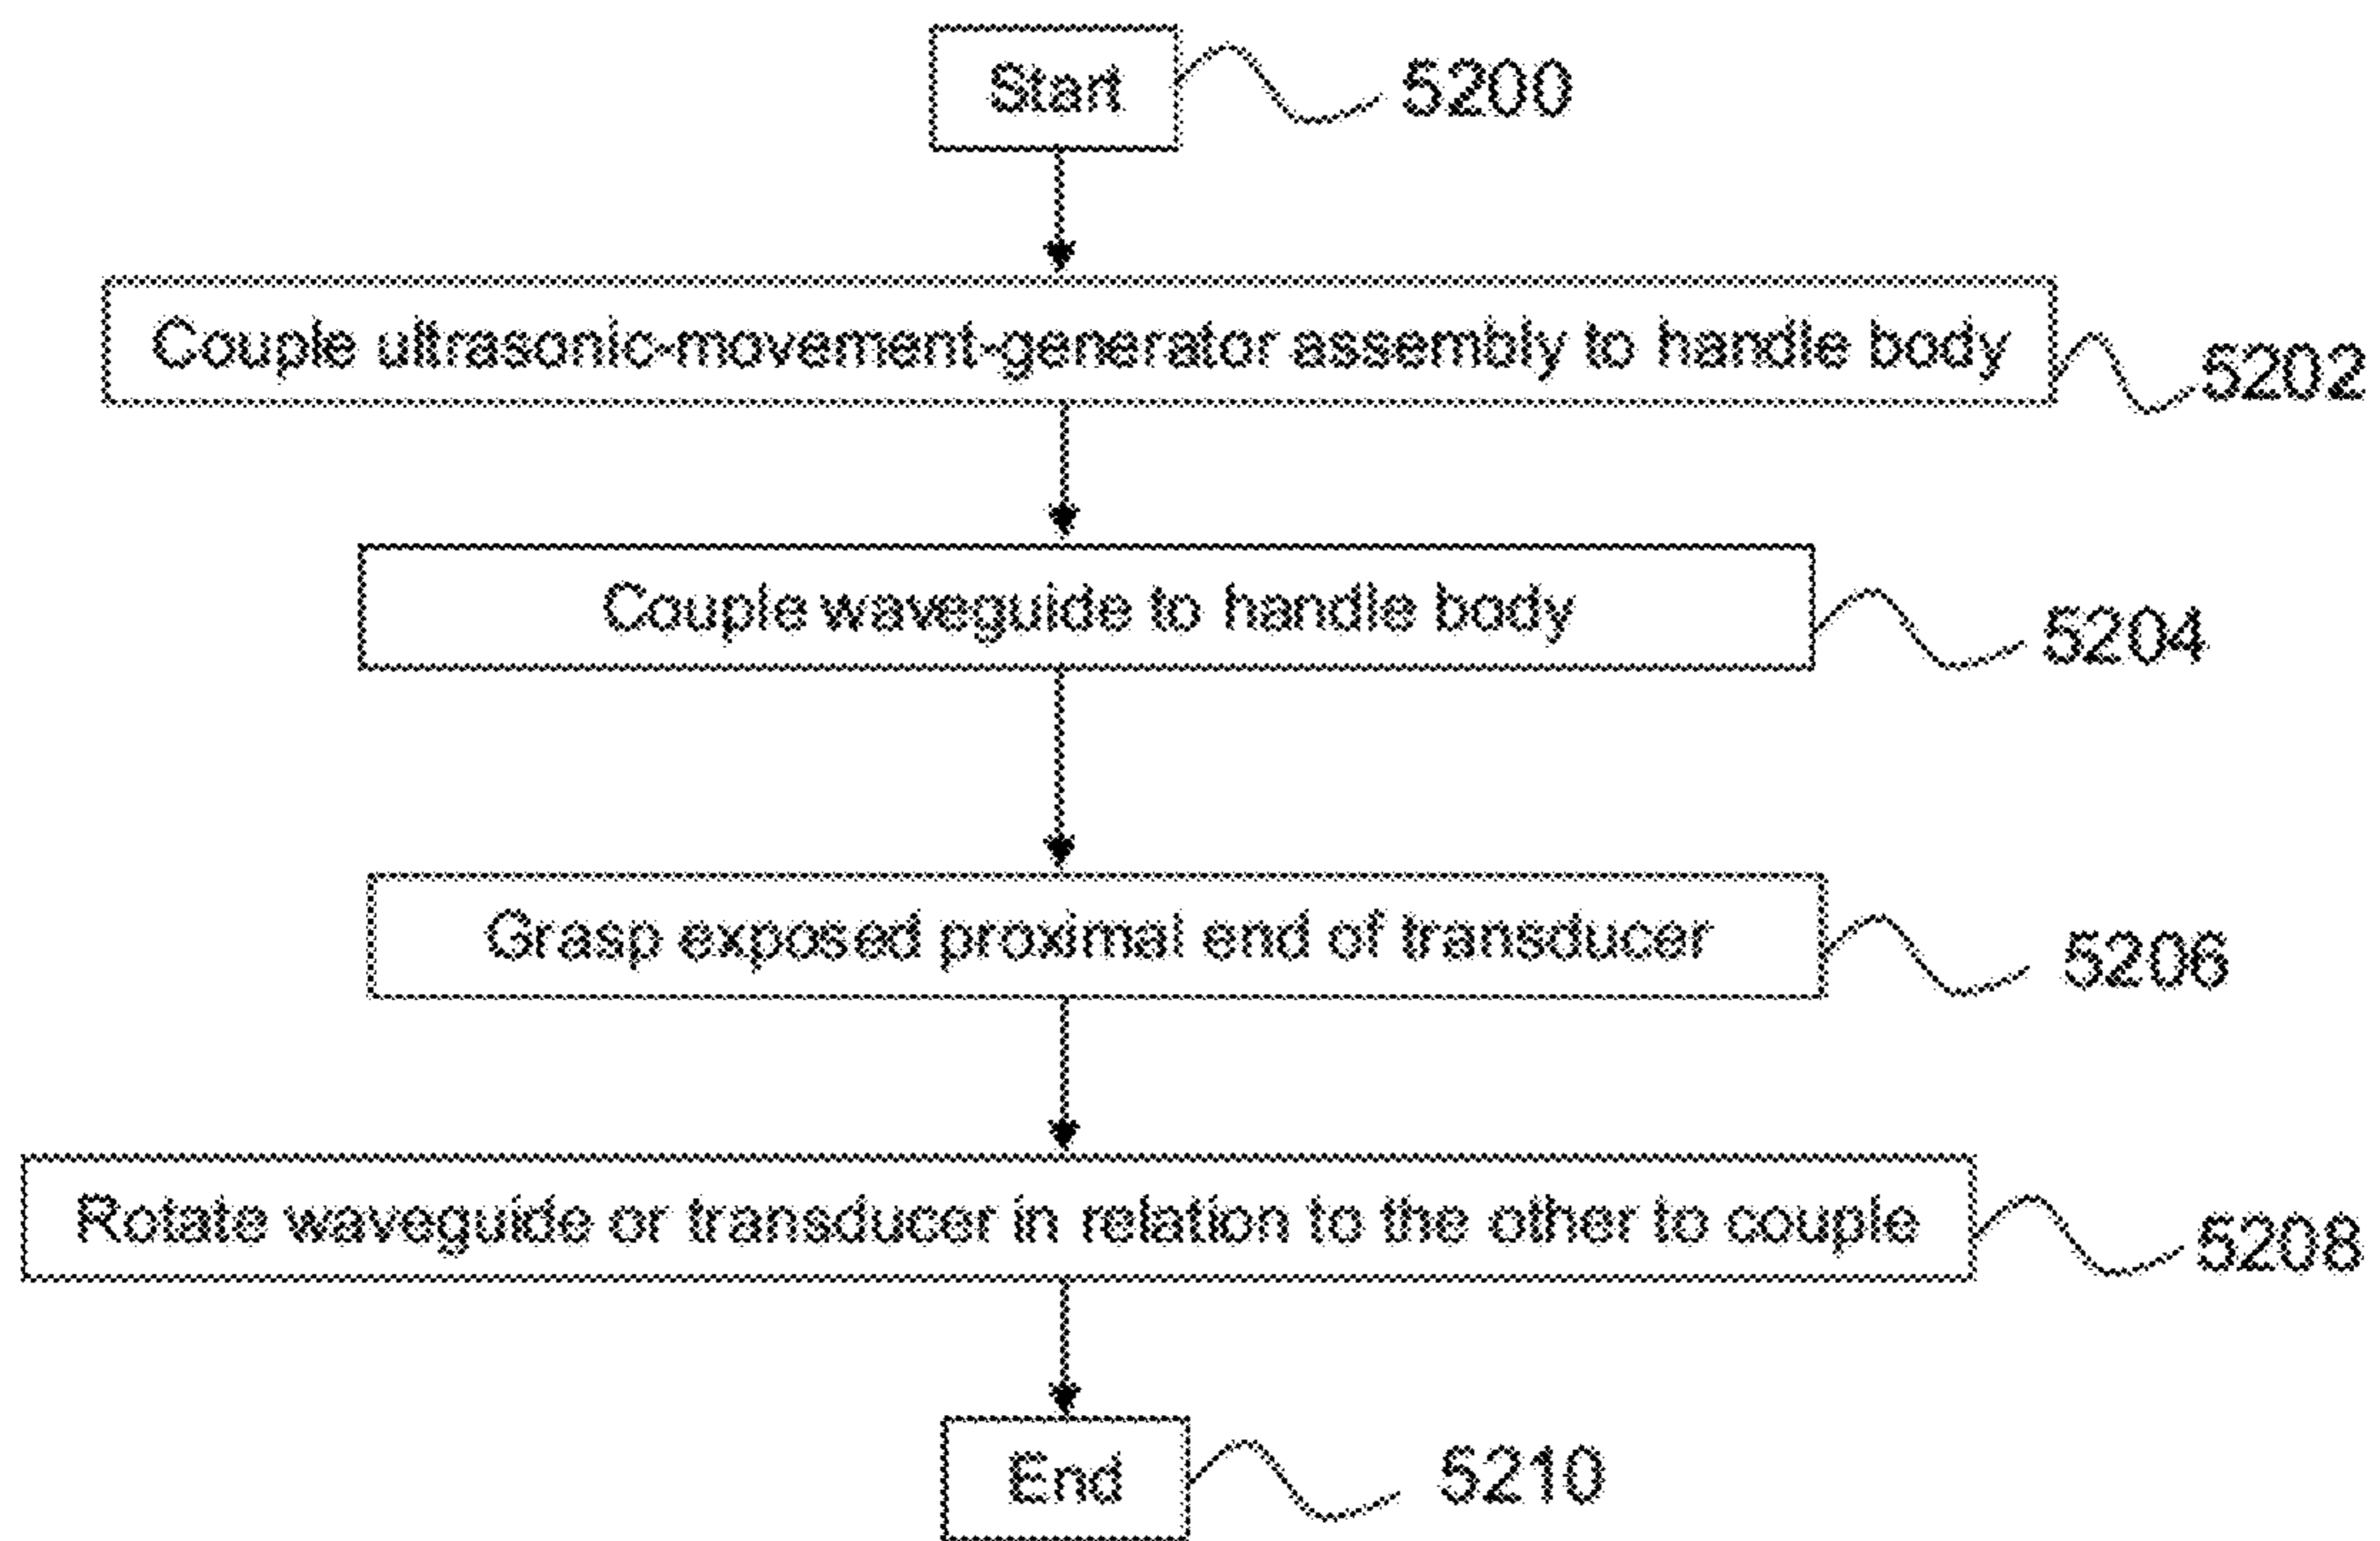 Start
5200
Couple ultrasonic-movement-generator assembly to handle body
5202
Couple waveguide to handle body
5204
Grasp exposed proximal end of transducer
5206
Rotate waveguide or transducer in relation to the other to couple
5208
End
5210